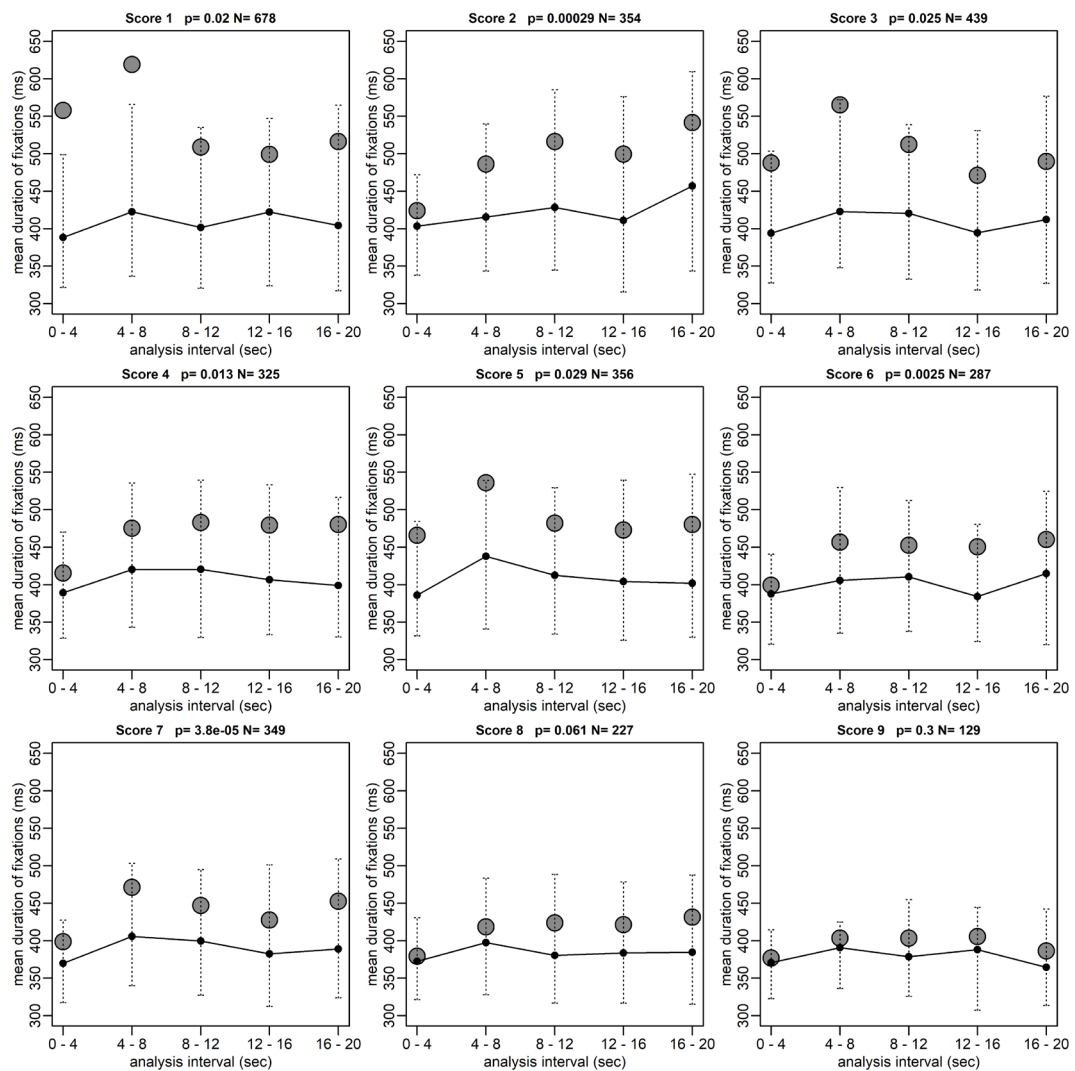 Score 1 p= 0.02 N= 678
mean duration of fixations (ms)
650
600
550
500
450
400
350
300
0 - 4
4 - 8
8 - 12
12 - 16
16 - 20
analysis interval (sec)
Score 2 p= 0.00029 N= 354
mean duration of fixations (ms)
650
600
550
500
450
400
350
300
0 - 4
4 - 8
8 - 12
12 - 16
16 - 20
analysis interval (sec)
Score 3 p= 0.025 N= 439
mean duration of fixations (ms)
650
600
550
500
450
400
350
300
0 - 4
4 - 8
8 - 12
12 - 16
16 - 20
analysis interval (sec)
Score 4 p= 0.013 N= 325
mean duration of fixations (ms)
650
600
550
500
450
400
350
300
0 - 4
4 - 8
8 - 12
12 - 16
16 - 20
analysis interval (sec)
Score 5 p= 0.029 N= 356
mean duration of fixations (ms)
650
600
550
500
450
400
350
300
0 - 4
4 - 8
8 - 12
12 - 16
16 - 20
analysis interval (sec)
Score 6 p= 0.0025 N= 287
mean duration of fixations (ms)
650
600
550
500
450
400
350
300
0 - 4
4 - 8
8 - 12
12 - 16
16 - 20
analysis interval (sec)
Score 7 p= 3.8e-05 N= 349
mean duration of fixations (ms)
650
600
550
500
450
400
350
300
0 - 4
4 - 8
8 - 12
12 - 16
16 - 20
analysis interval (sec)
Score 8 p= 0.061 N= 227
mean duration of fixations (ms)
650
600
550
500
450
400
350
300
0 - 4
4 - 8
8 - 12
12 - 16
16 - 20
analysis interval (sec)
Score 9 p= 0.3 N= 129
mean duration of fixations (ms)
650
600
550
500
450
400
350
300
0 - 4
4 - 8
8 - 12
12 - 16
16 - 20
analysis interval (sec)